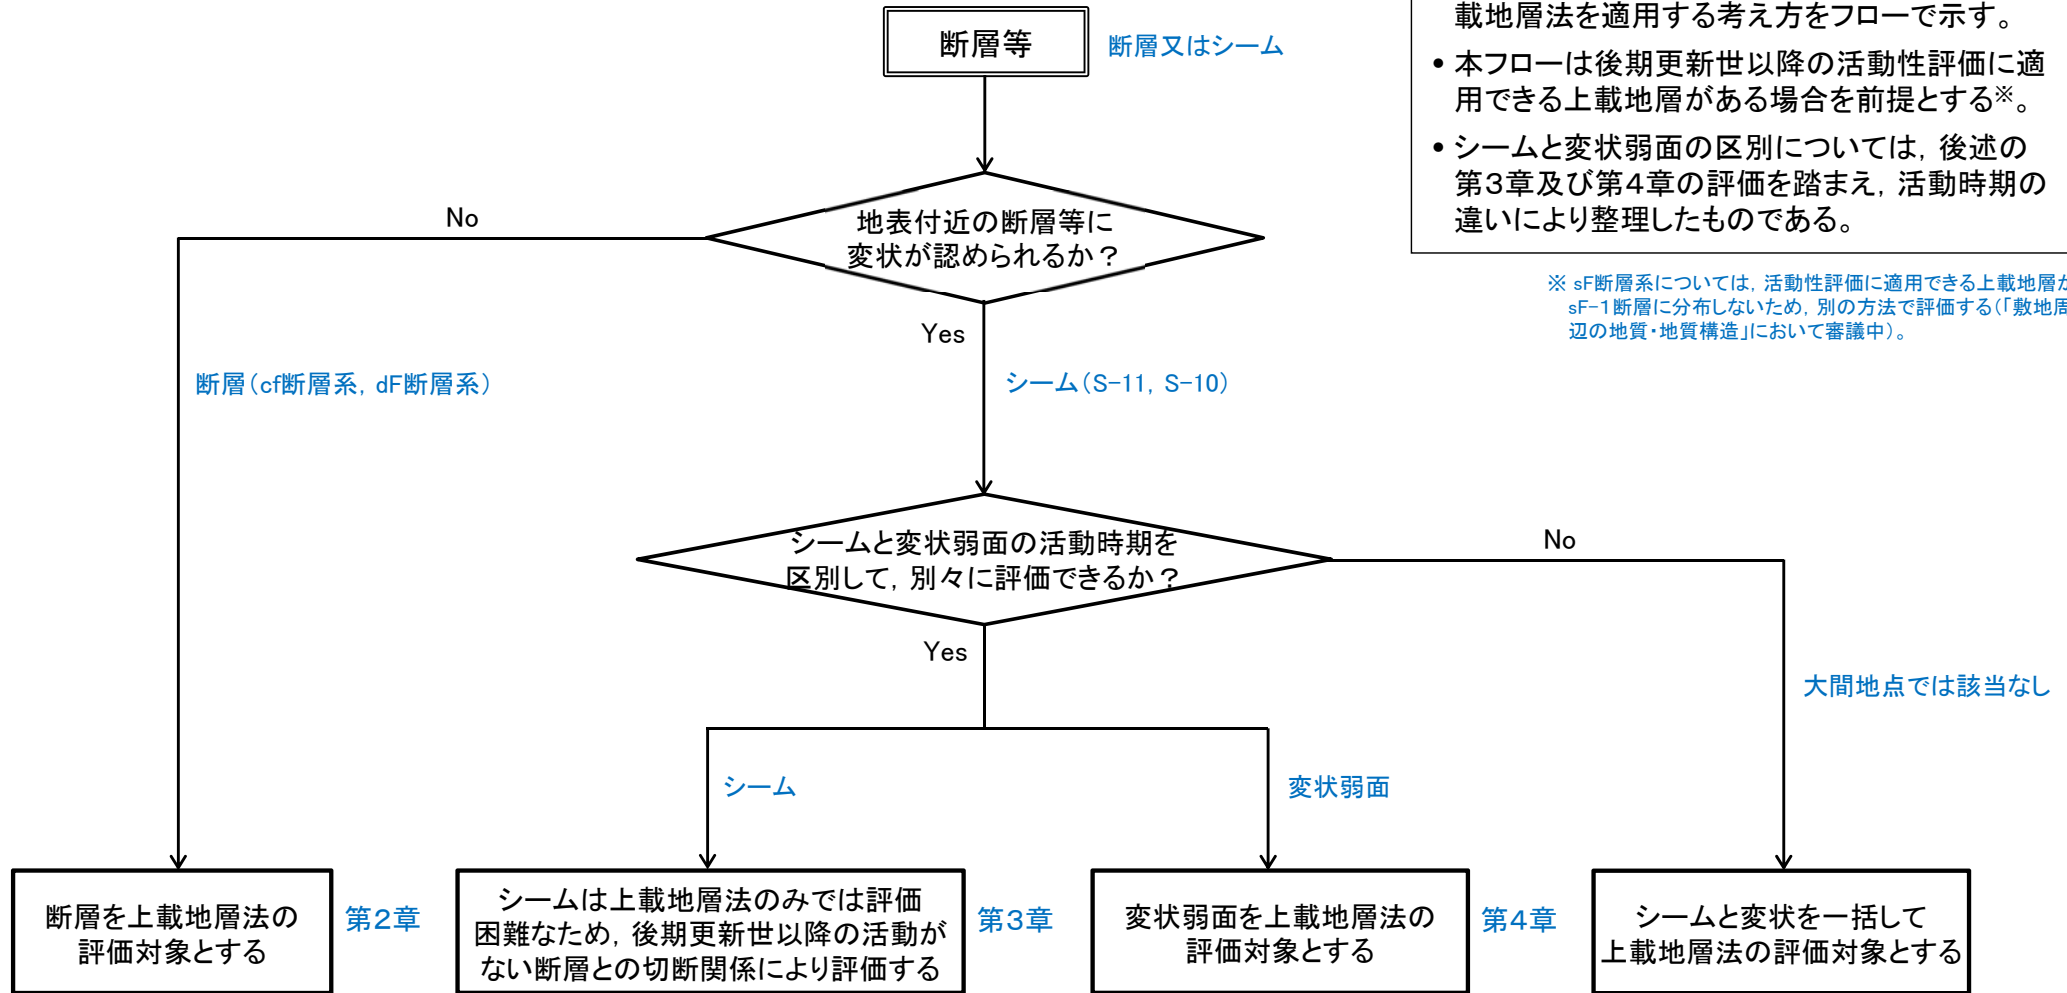 断層等
断層又はシーム
載地層法を適用する考え方をフローで示す。
• 本フローは後期更新世以降の活動性評価に適
用できる上載地層がある場合を前提とする※。
• シームと変状弱面の区別については, 後述の
第3章及び第4章の評価を踏まえ, 活動時期の
違いにより整理したものである。
※ sF断層系については, 活動性評価に適用できる上載地層が
sF-1断層に分布しないため, 別の方法で評価する(「敷地周
辺の地質・地質構造」において審議中)。
地表付近の断層等に
変状が認められるか?
No
Yes
断層(cf断層系, dF断層系)
シーム(S-11, S-10)
シームと変状弱面の活動時期を
区別して, 別々に評価できるか?
No
Yes
大間地点では該当なし
シーム
変状弱面
断層を上載地層法の
評価対象とする
第2章
シームは上載地層法のみでは評価
困難なため, 後期更新世以降の活動が
ない断層との切断関係により評価する
第3章
変状弱面を上載地層法の
評価対象とする
第4章
シームと変状を一括して
上載地層法の評価対象とする